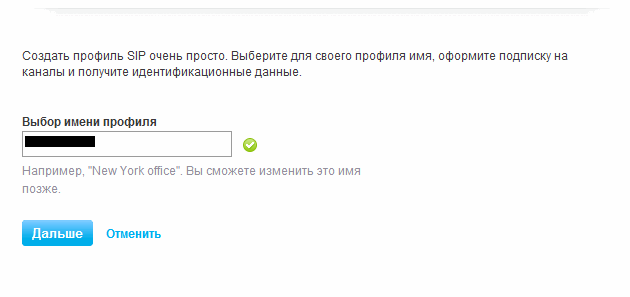 Создать профиль SIP очень просто. Выберите для своего профиля имя, оформите подписку на
каналы и получите идентификационные данные.
Выбор имени профиля
Например, "New York office". Вы сможете изменить это имя
позже.
Дальше Отменить